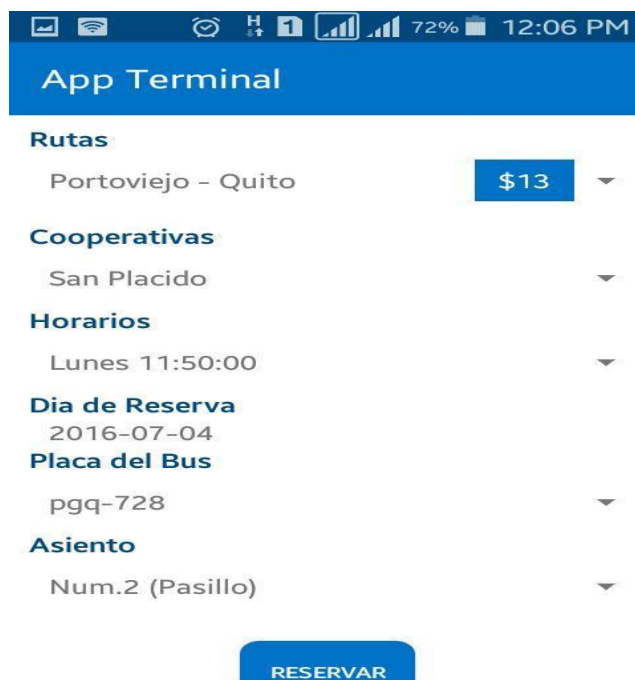 72% 12:06 PM
App Terminal
Rutas
Portoviejo – Quito $13
Cooperativas
San Placido
Horarios
Lunes 11:50:00
Dia de Reserva
2016-07-04
Placa del Bus
pgq-728
Asiento
Num.2 (Pasillo)
RESERVAR